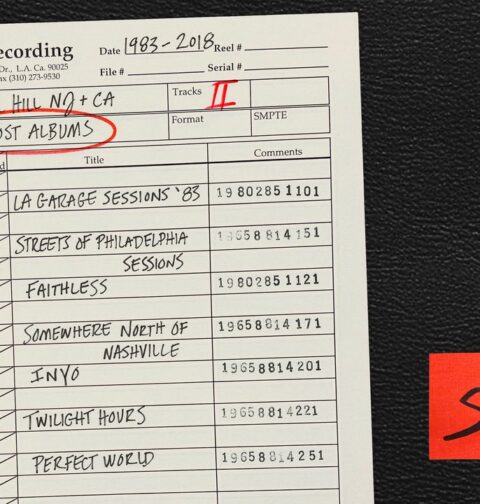 ecording
Date 1983-2018 Reel #
Dr., L.A. Ca. 90025
ax (310) 273-9530
File # Serial #
HILL NJ + CA Tracks II
OST ALBUMS Format SMPTE
d Title Comments
LA GARAGE SESSIONS '83 19802851101
STREETS OF PHILADELPHIA 19658814151
SESSIONS
FAITHLESS 19802851121
SOMEWHERE NORTH OF 19658814171
NASHVILLE
INYO 19658814201
TWILIGHT HOURS 19658814221
PERFECT WORLD 19658814251